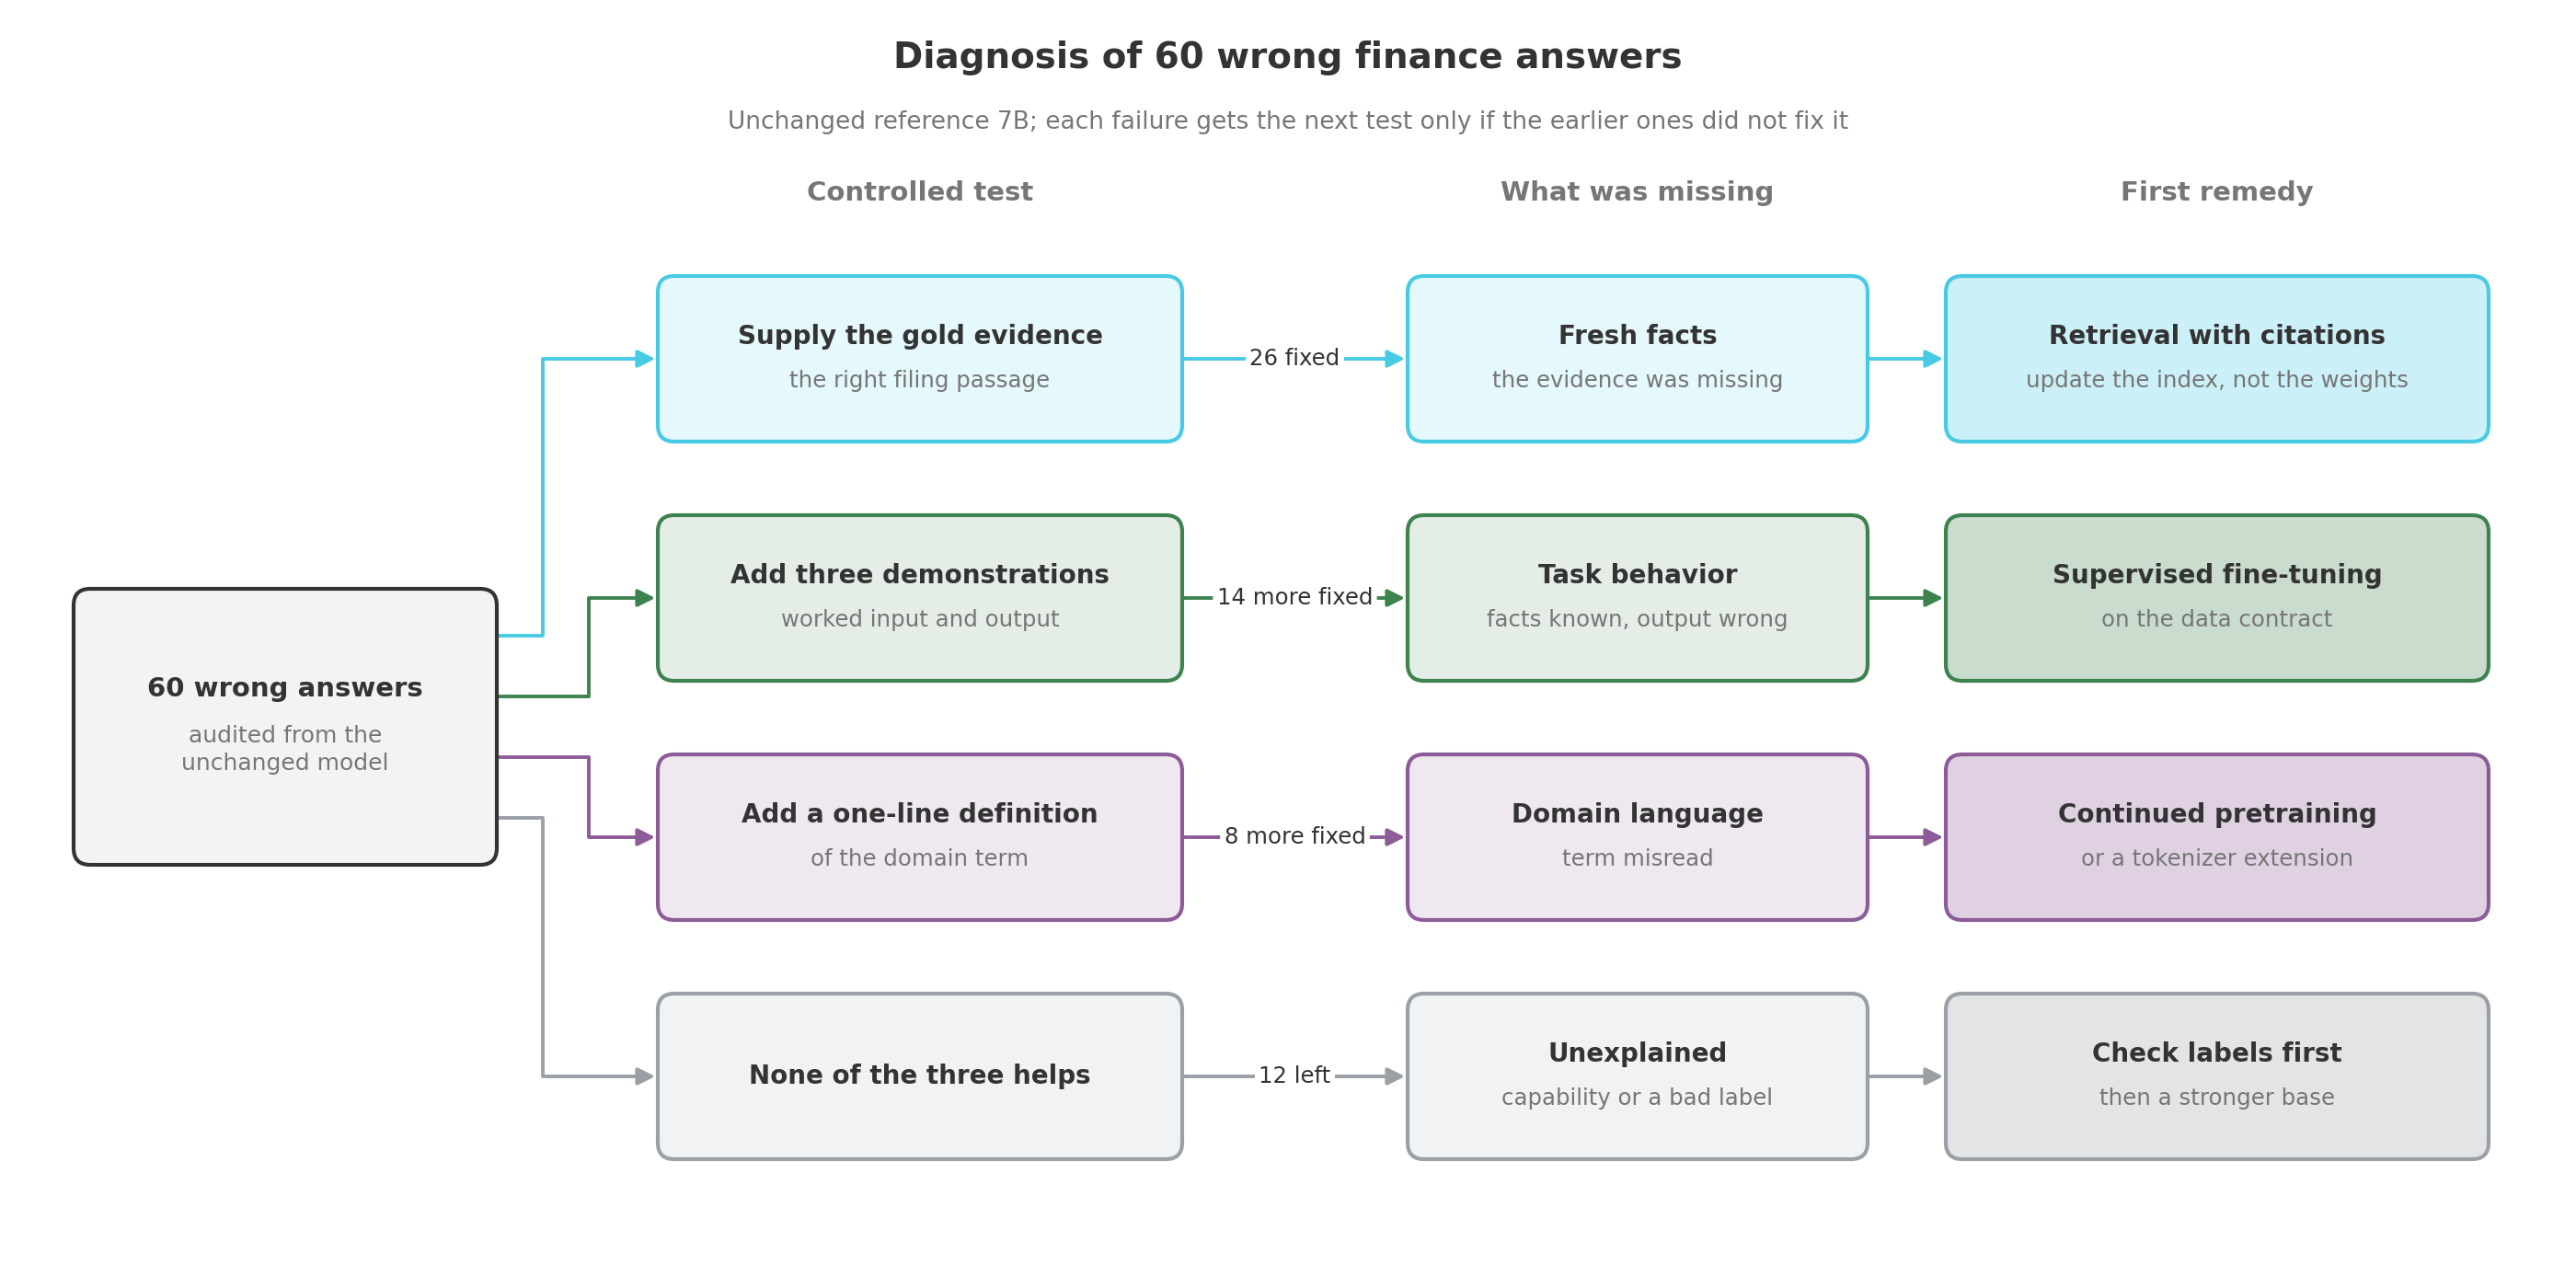 Diagnosis of 60 wrong finance answers
Unchanged reference 7B; each failure gets the next test only if the earlier ones did not fix it
Controlled test
What was missing
First remedy
60 wrong answers
audited from the
unchanged model
Supply the gold evidence
the right filing passage
26 fixed
Fresh facts
the evidence was missing
Retrieval with citations
update the index, not the weights
Add three demonstrations
worked input and output
14 more fixed
Task behavior
facts known, output wrong
Supervised fine-tuning
on the data contract
Add a one-line definition
of the domain term
8 more fixed
Domain language
term misread
Continued pretraining
or a tokenizer extension
None of the three helps
12 left
Unexplained
capability or a bad label
Check labels first
then a stronger base